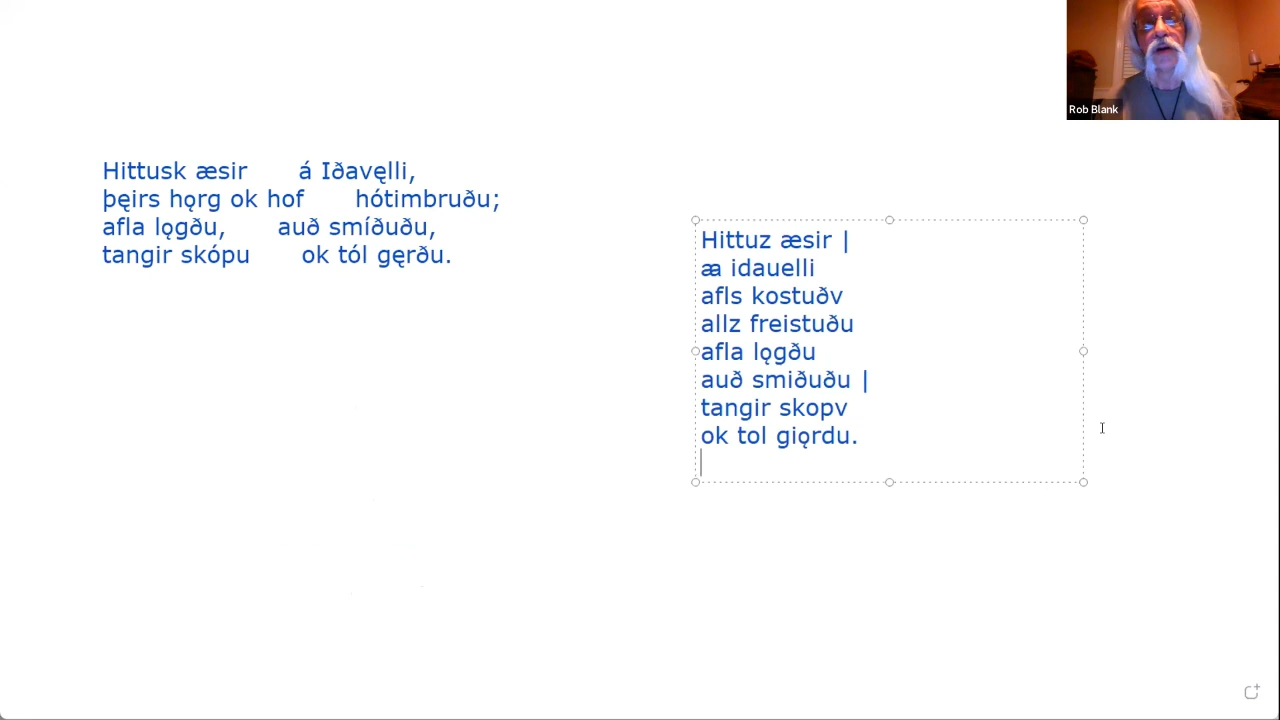 Rob Blank
Hittusk æsir á Iðavęlli,
þęirs hǫrg ok hof hótimbruðu;
afla lǫgðu, auð smíðuðu,
tangir skópu ok tól gęrðu.
Hittuz æsir |
ꜳ idauelli
afls kostuðv
allz freistuðu
afla lǫgðu
auð smiðuðu |
tangir skopv
ok tol giǫrdu.